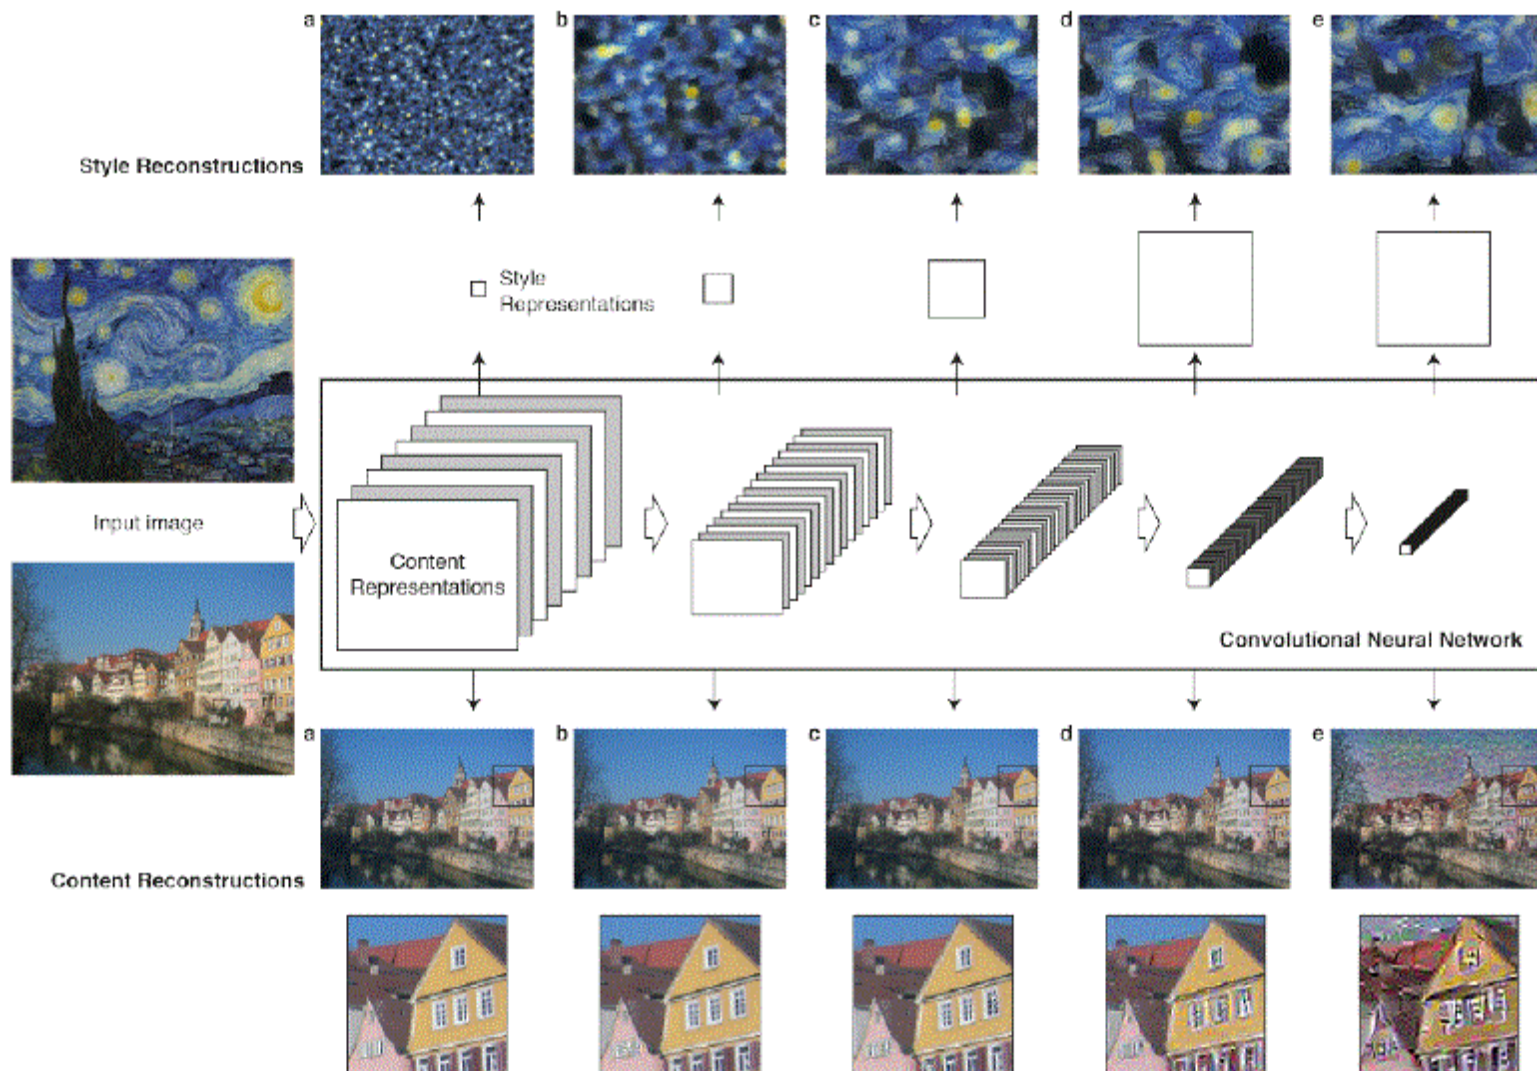 a
b
c
d
e
Style Reconstructions
Style
Representations
Input image
Content
Representations
Convolutional Neural Network
a
b
c
d
e
Content Reconstructions